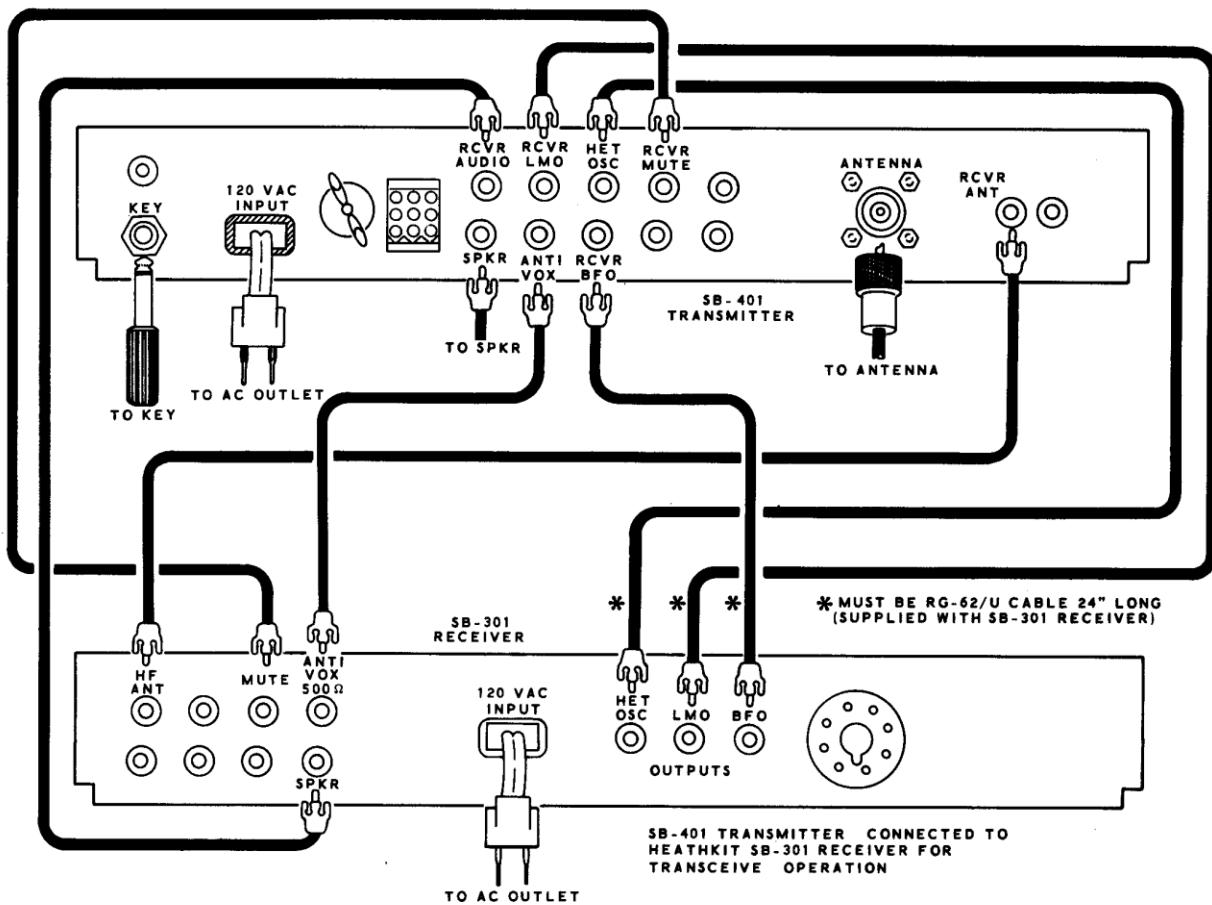 RCVR
AUDIO
RCVR
LMO
HET
OSC
RCVR
MUTE
ANTENNA
RCVR
ANT
KEY
120 VAC
INPUT
SPKR
ANTI
VOX
RCVR
BFO
SB-401
TRANSMITTER
TO SPKR
TO ANTENNA
TO AC OUTLET
TO KEY
* * *
* MUST BE RG-62/U CABLE 24" LONG
(SUPPLIED WITH SB-301 RECEIVER)
SB-301
RECEIVER
HF
ANT
MUTE
ANTI
VOX
500Ω
120 VAC
INPUT
HET
OSC
LMO
BFO
OUTPUTS
SPKR
SB-401 TRANSMITTER CONNECTED TO
HEATHKIT SB-301 RECEIVER FOR
TRANSCEIVE OPERATION
TO AC OUTLET